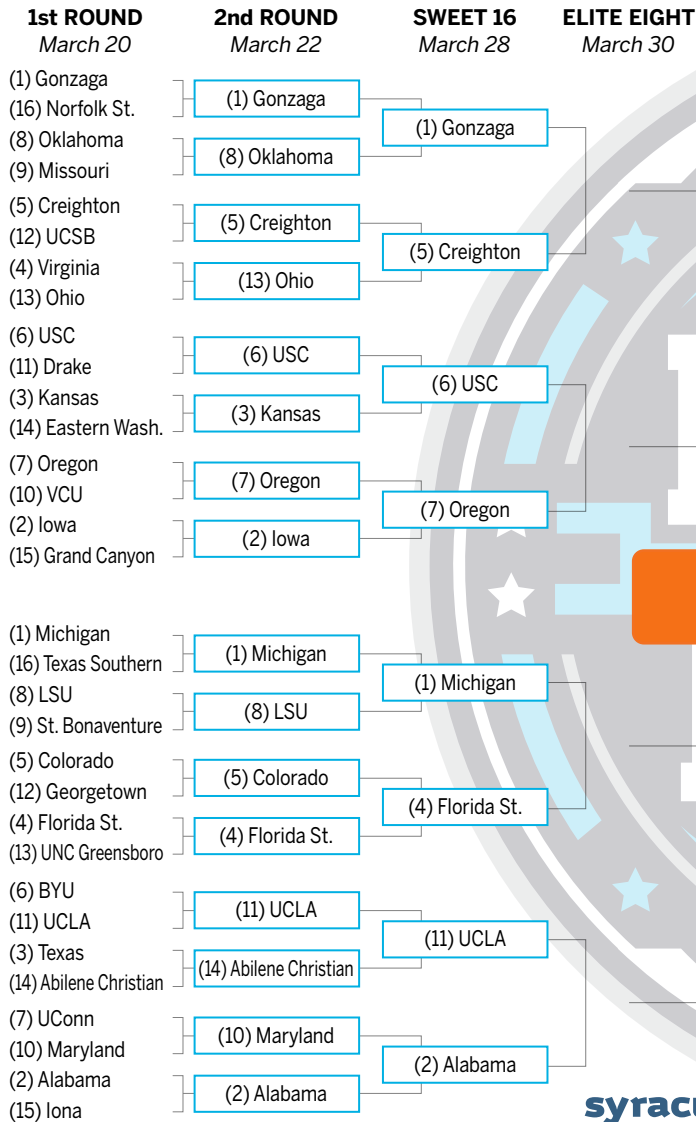 1st ROUND
March 20
2nd ROUND
March 22
SWEET 16
March 28
ELITE EIGHT
March 30
(1) Gonzaga
(16) Norfolk St.
(8) Oklahoma
(9) Missouri
(5) Creighton
(12) UCSB
(4) Virginia
(13) Ohio
(6) USC
(11) Drake
(3) Kansas
(14) Eastern Wash.
(7) Oregon
(10) VCU
(2) Iowa
(15) Grand Canyon
(1) Michigan
(16) Texas Southern
(8) LSU
(9) St. Bonaventure
(5) Colorado
(12) Georgetown
(4) Florida St.
(13) UNC Greensboro
(6) BYU
(11) UCLA
(3) Texas
(14) Abilene Christian
(7) UConn
(10) Maryland
(2) Alabama
(15) Iona
(1) Gonzaga
(8) Oklahoma
(5) Creighton
(13) Ohio
(6) USC
(3) Kansas
(7) Oregon
(2) Iowa
(1) Michigan
(8) LSU
(5) Colorado
(4) Florida St.
(11) UCLA
(14) Abilene Christian
(10) Maryland
(2) Alabama
(1) Gonzaga
(5) Creighton
(6) USC
(7) Oregon
(1) Michigan
(4) Florida St.
(11) UCLA
(2) Alabama